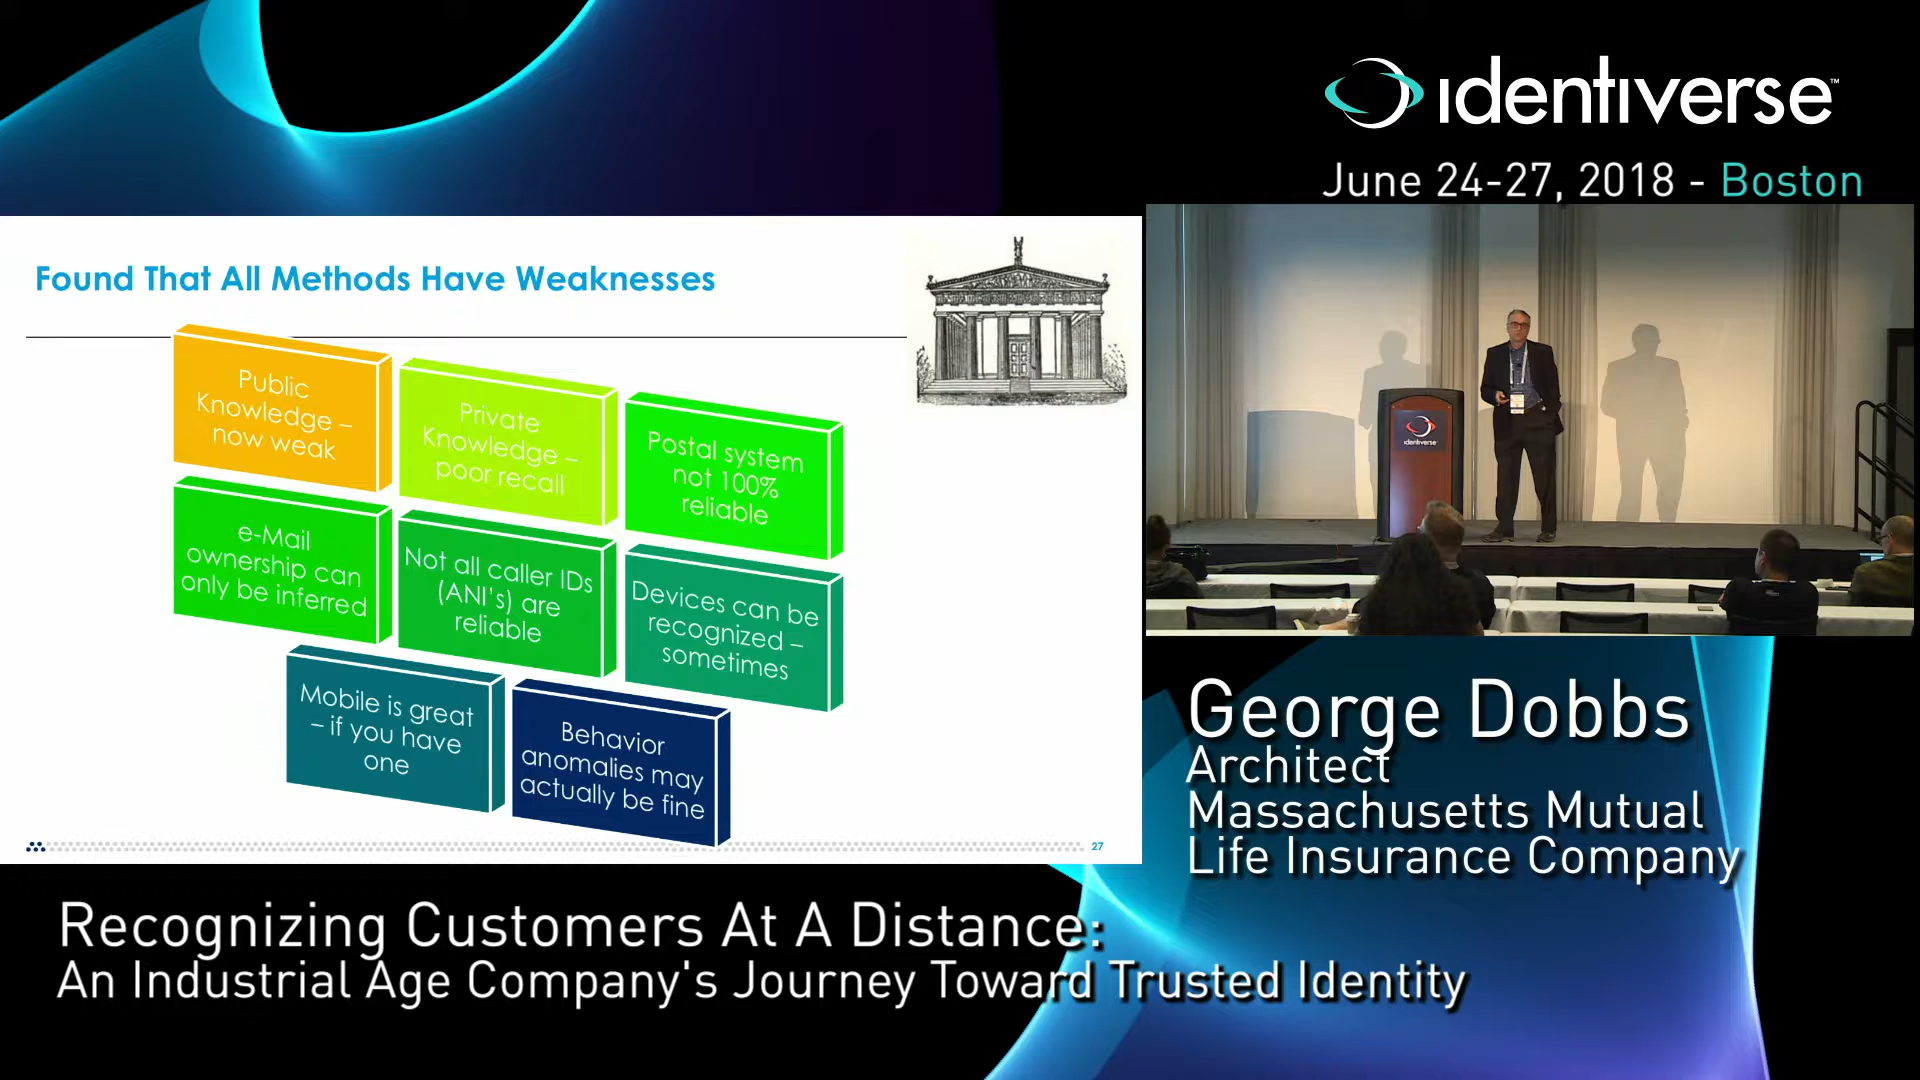 identiverse™
June 24-27, 2018 - Boston
Found That All Methods Have Weaknesses
Public
Knowledge –
now weak
Private
Knowledge –
poor recall
Postal system
not 100%
reliable
e-Mail
ownership can
only be inferred
Not all caller IDs
(ANI's) are
reliable
Devices can be
recognized –
sometimes
Mobile is great
– if you have
one
Behavior
anomalies may
actually be fine
27
identiverse
George Dobbs
Architect
Massachusetts Mutual
Life Insurance Company
Recognizing Customers At A Distance:
An Industrial Age Company's Journey Toward Trusted Identity